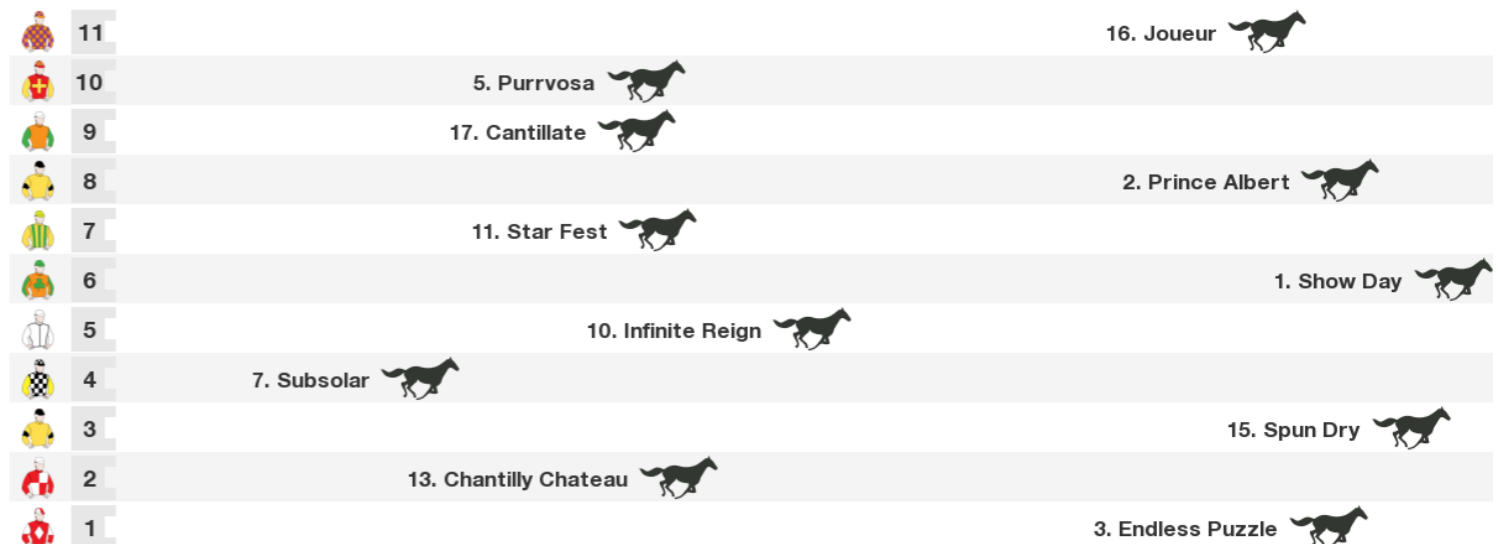 11 16. Joueur
10 5. Purrvosa
9 17. Cantillate
8 2. Prince Albert
7 11. Star Fest
6 1. Show Day
5 10. Infinite Reign
4 7. Subsolar
3 15. Spun Dry
2 13. Chantilly Chateau
1 3. Endless Puzzle